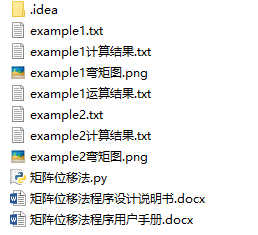 .idea
example1.txt
example1计算结果.txt
example1弯矩图.png
example1运算结果.txt
example2.txt
example2计算结果.txt
example2弯矩图.png
矩阵位移法.py
矩阵位移法程序设计说明书.docx
矩阵位移法程序用户手册.docx